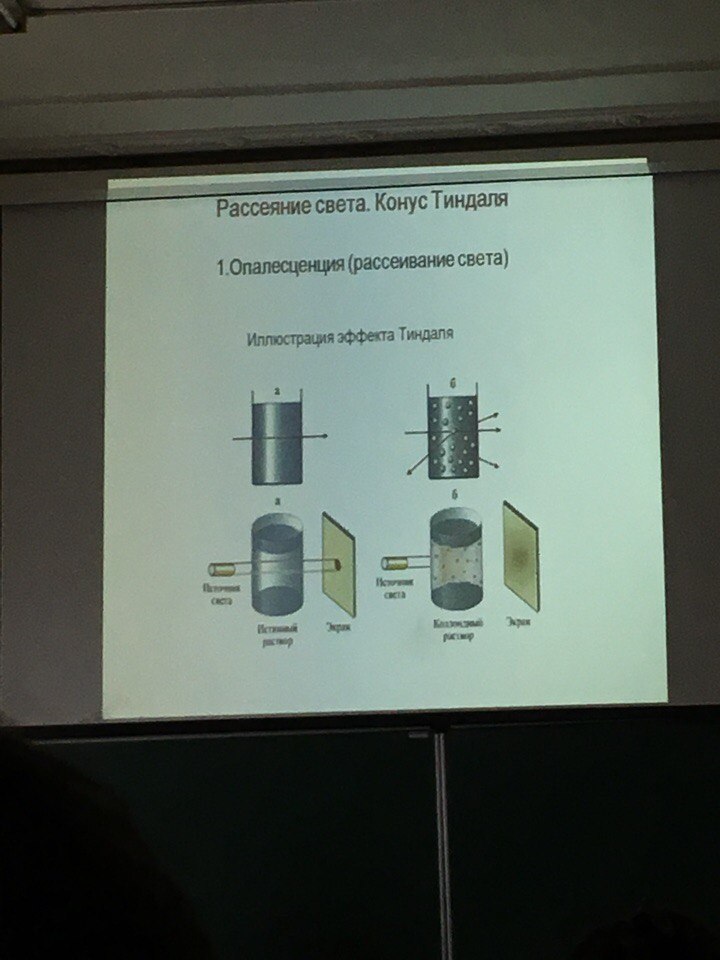 Рассеяние света. Конус Тиндаля
1.Опалесценция (рассеивание света)
Иллюстрация эффекта Тиндаля
а б
а б
Источник
света
Истинный
раствор
Экран
Источник
света
Коллоидный
раствор
Экран